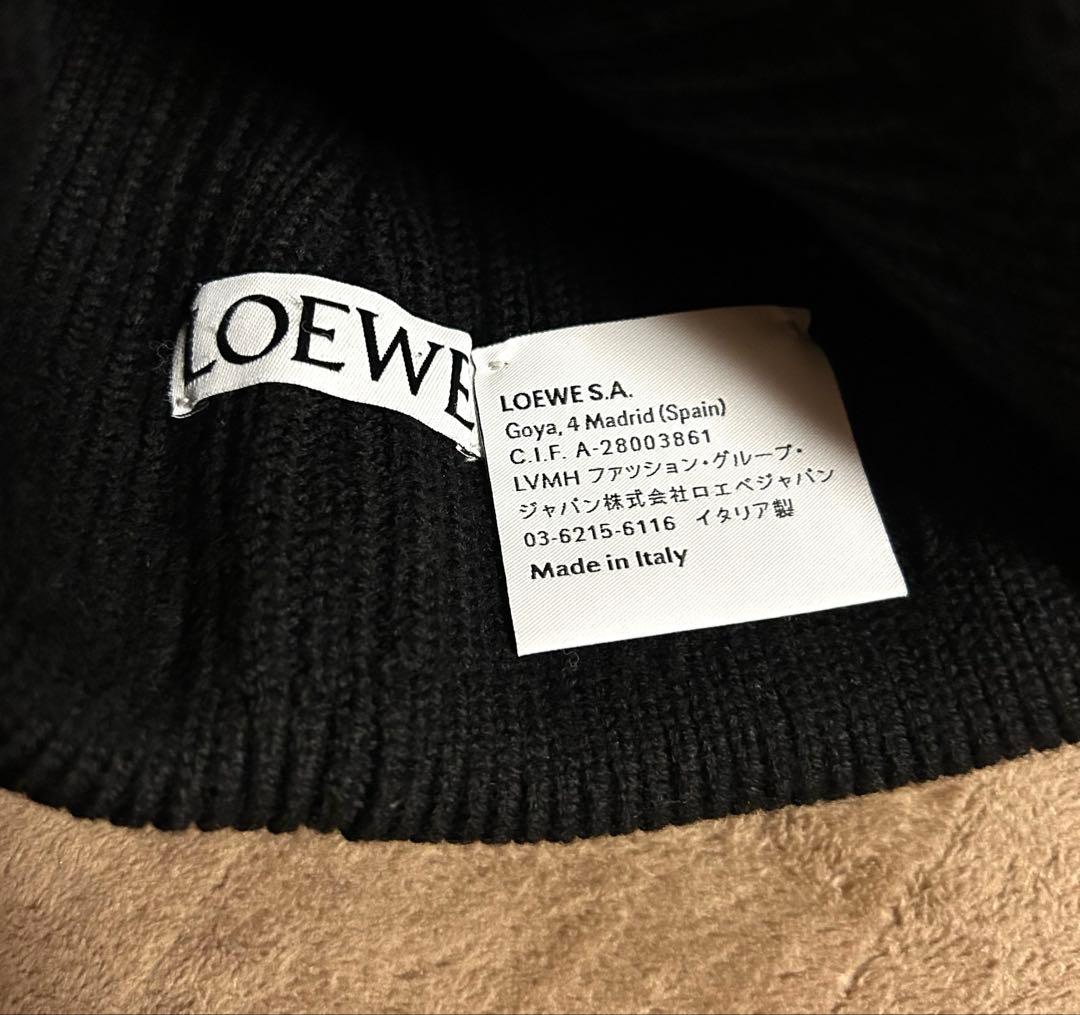 LOEWE
LOEWE S.A.
Goya, 4 Madrid (Spain)
C.I.F. A-28003861
LVMH ファッション・グループ・
ジャパン株式会社ロエベジャパン
03-6215-6116 イタリア製
Made in Italy